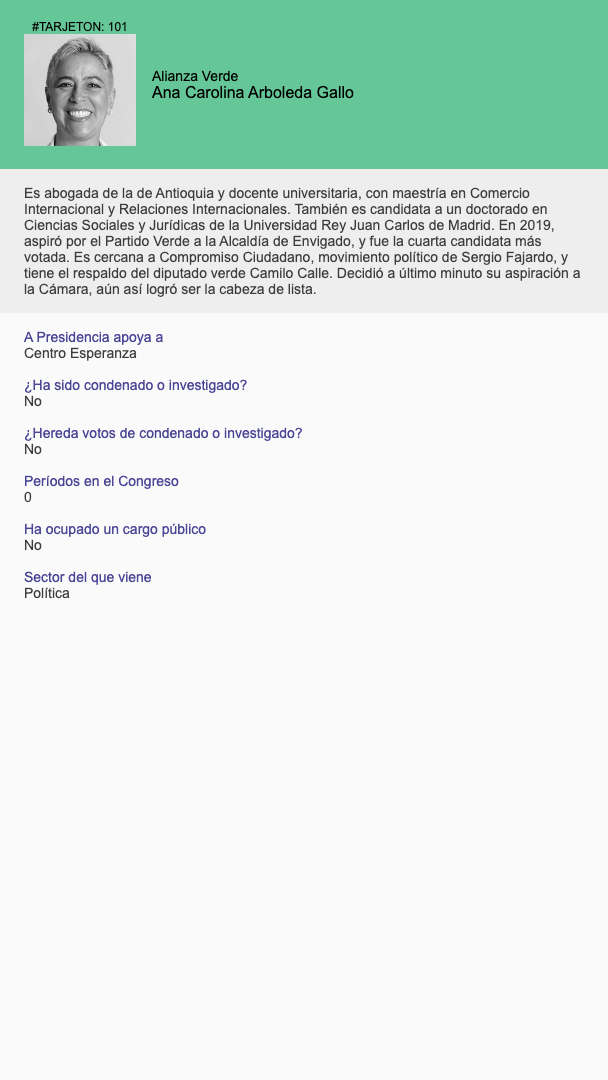 #TARJETON: 101
Alianza Verde
Ana Carolina Arboleda Gallo
Es abogada de la de Antioquia y docente universitaria, con maestría en Comercio
Internacional y Relaciones Internacionales. También es candidata a un doctorado en
Ciencias Sociales y Jurídicas de la Universidad Rey Juan Carlos de Madrid. En 2019,
aspiró por el Partido Verde a la Alcaldía de Envigado, y fue la cuarta candidata más
votada. Es cercana a Compromiso Ciudadano, movimiento político de Sergio Fajardo, y
tiene el respaldo del diputado verde Camilo Calle. Decidió a último minuto su aspiración a
la Cámara, aún así logró ser la cabeza de lista.
A Presidencia apoya a
Centro Esperanza
¿Ha sido condenado o investigado?
No
¿Hereda votos de condenado o investigado?
No
Períodos en el Congreso
0
Ha ocupado un cargo público
No
Sector del que viene
Política